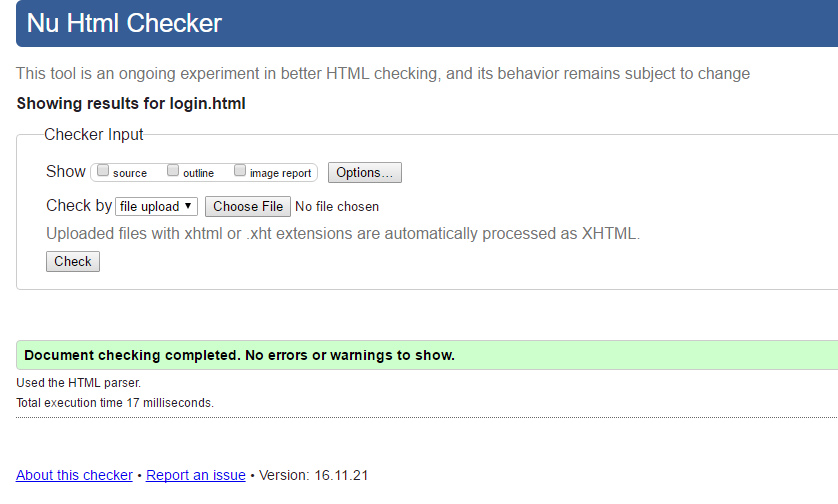 Nu Html Checker
This tool is an ongoing experiment in better HTML checking, and its behavior remains subject to change
Showing results for login.html
Checker Input
Show source outline image report Options...
Check by file upload Choose File No file chosen
Uploaded files with xhtml or .xht extensions are automatically processed as XHTML.
Check
Document checking completed. No errors or warnings to show.
Used the HTML parser.
Total execution time 17 milliseconds.
About this checker • Report an issue • Version: 16.11.21